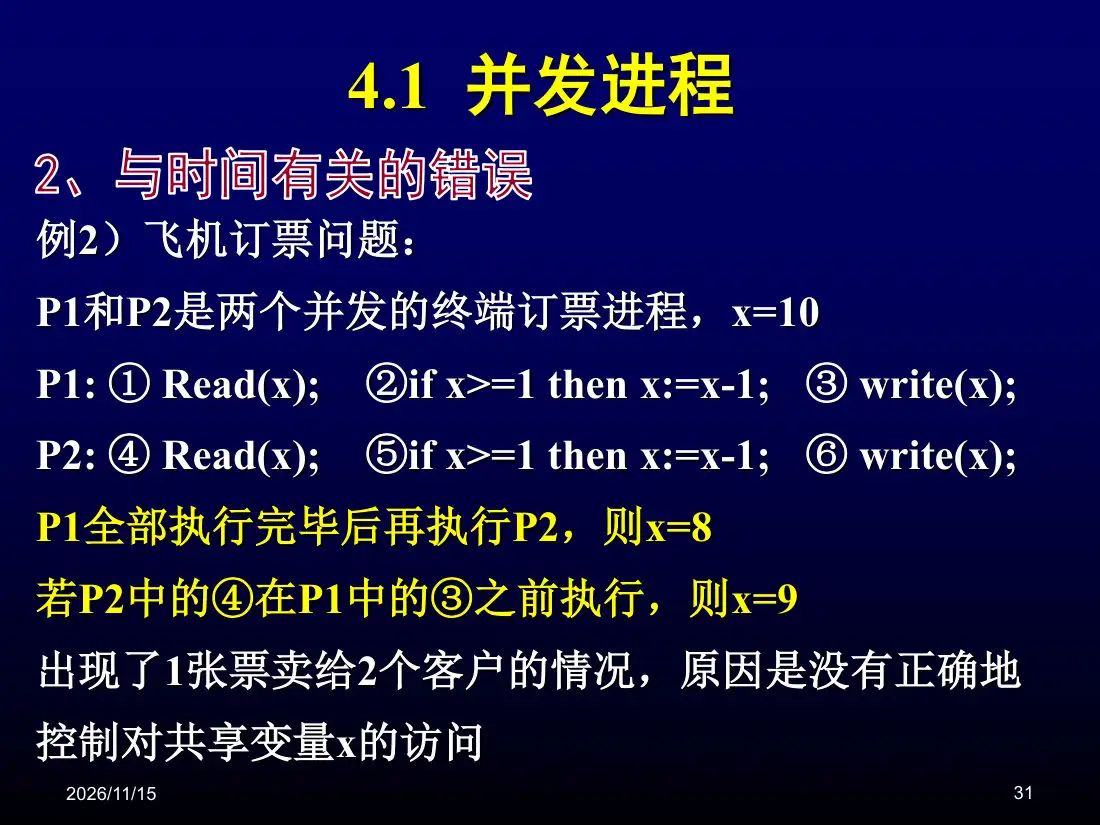 4.1 并发进程
2、与时间有关的错误
例2）飞机订票问题：
P1和P2是两个并发的终端订票进程，x=10
P1: ① Read(x); ②if x>=1 then x:=x-1; ③ write(x);
P2: ④ Read(x); ⑤if x>=1 then x:=x-1; ⑥ write(x);
P1全部执行完毕后再执行P2，则x=8
若P2中的④在P1中的③之前执行，则x=9
出现了1张票卖给2个客户的情况，原因是没有正确地
控制对共享变量x的访问
2026/11/15
31